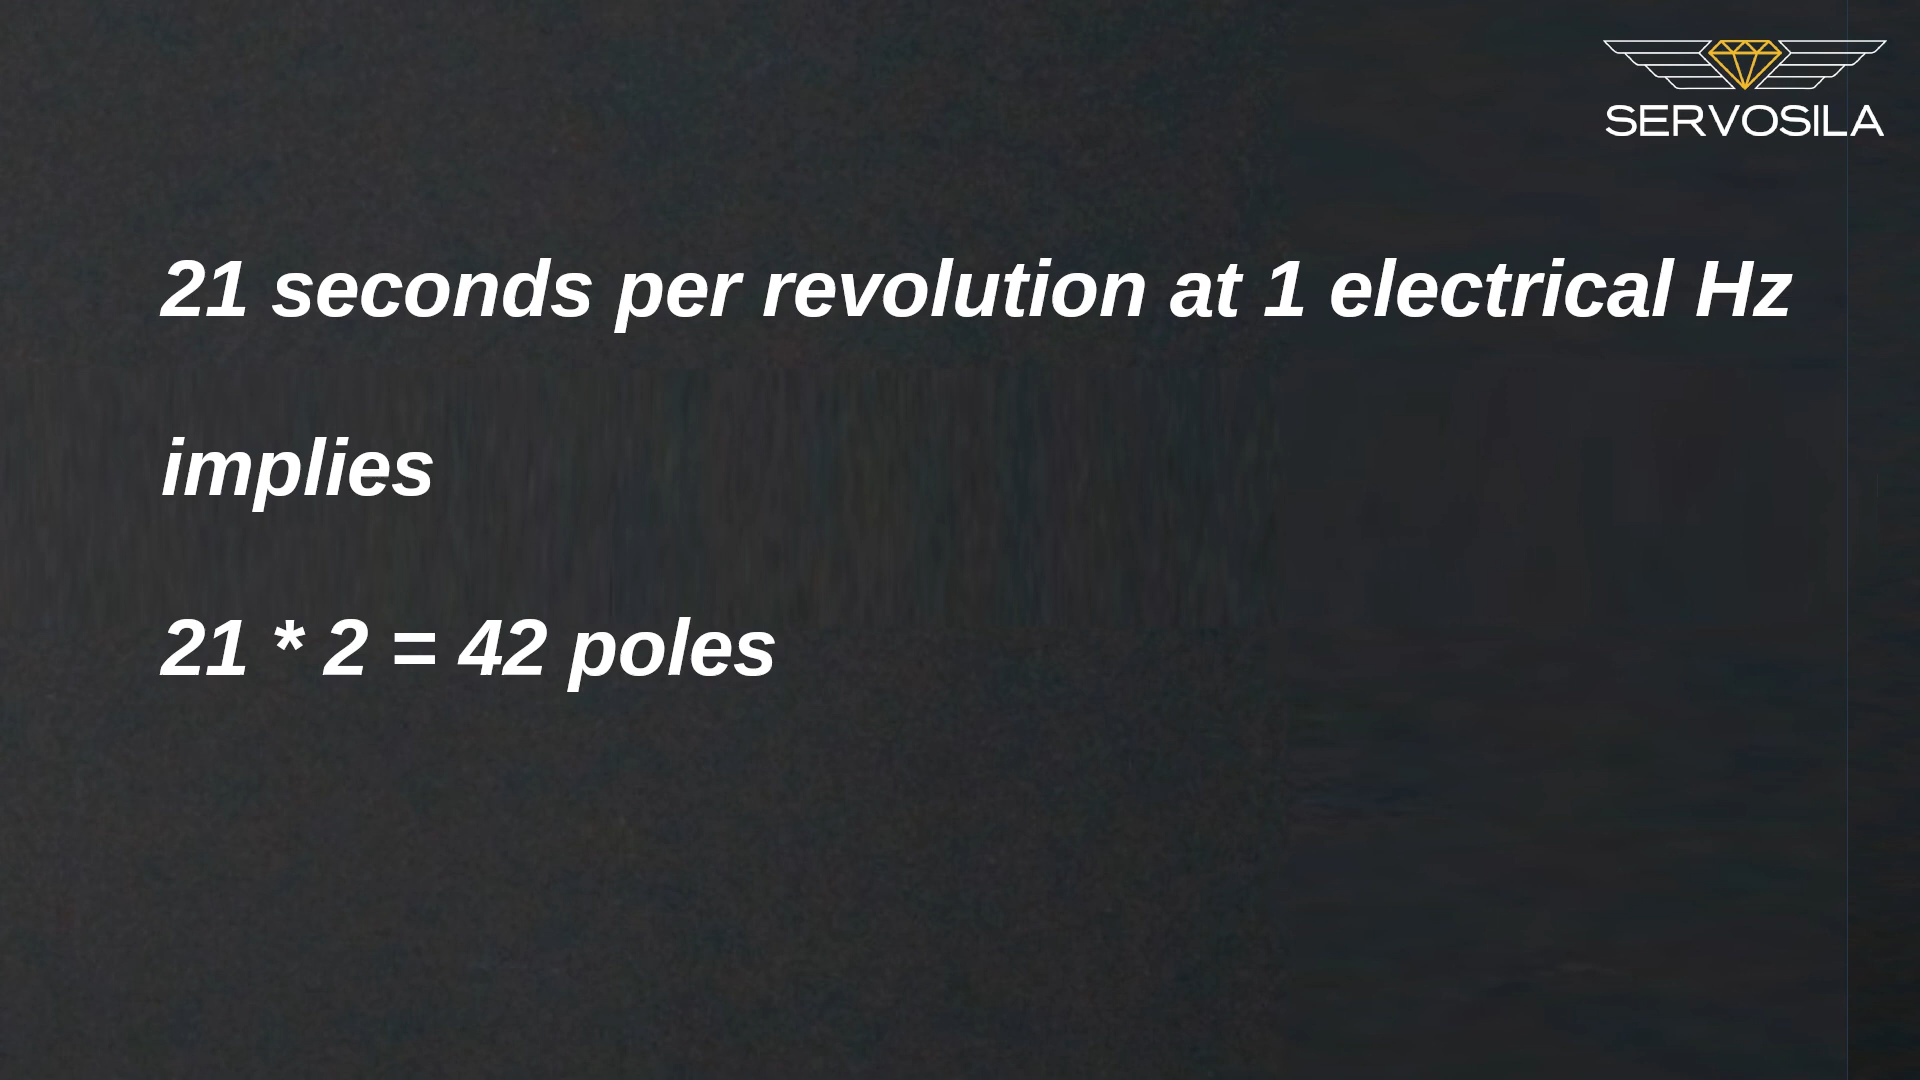 SERVOSILA
21 seconds per revolution at 1 electrical Hz
implies
21 * 2 = 42 poles